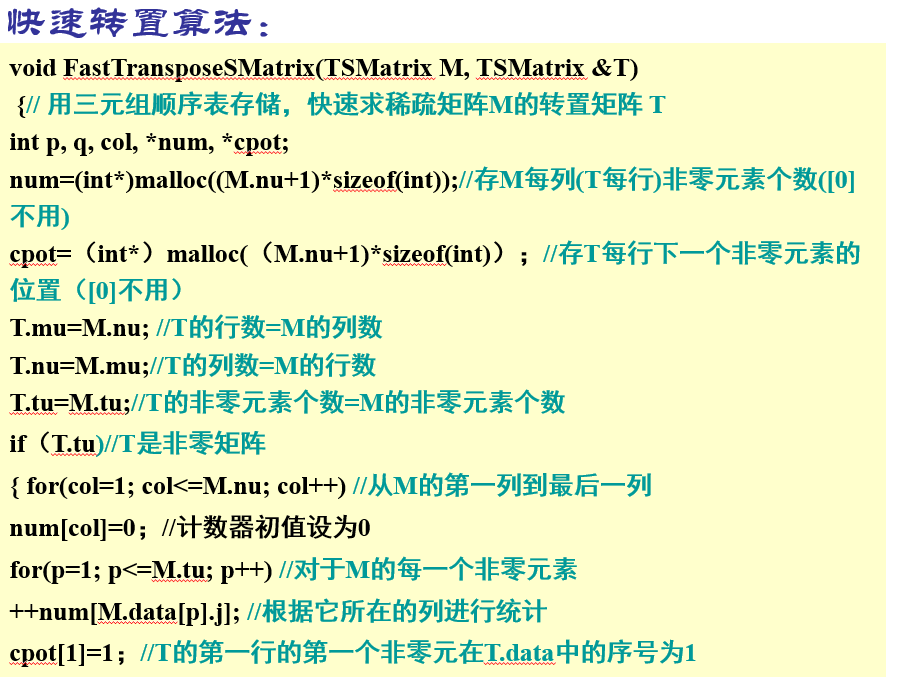 快速转置算法：
void FastTransposeSMatrix(TSMatrix M, TSMatrix &T)
{// 用三元组顺序表存储，快速求稀疏矩阵M的转置矩阵 T
int p, q, col, *num, *cpot;
num=(int*)malloc((M.nu+1)*sizeof(int));//存M每列(T每行)非零元素个数([0]
不用)
cpot=（int*）malloc(（M.nu+1)*sizeof(int)）；//存T每行下一个非零元素的
位置（[0]不用）
T.mu=M.nu; //T的行数=M的列数
T.nu=M.mu;//T的列数=M的行数
T.tu=M.tu;//T的非零元素个数=M的非零元素个数
if（T.tu)//T是非零矩阵
{ for(col=1; col<=M.nu; col++) //从M的第一列到最后一列
num[col]=0；//计数器初值设为0
for(p=1; p<=M.tu; p++) //对于M的每一个非零元素
++num[M.data[p].j]; //根据它所在的列进行统计
cpot[1]=1；//T的第一行的第一个非零元在T.data中的序号为1